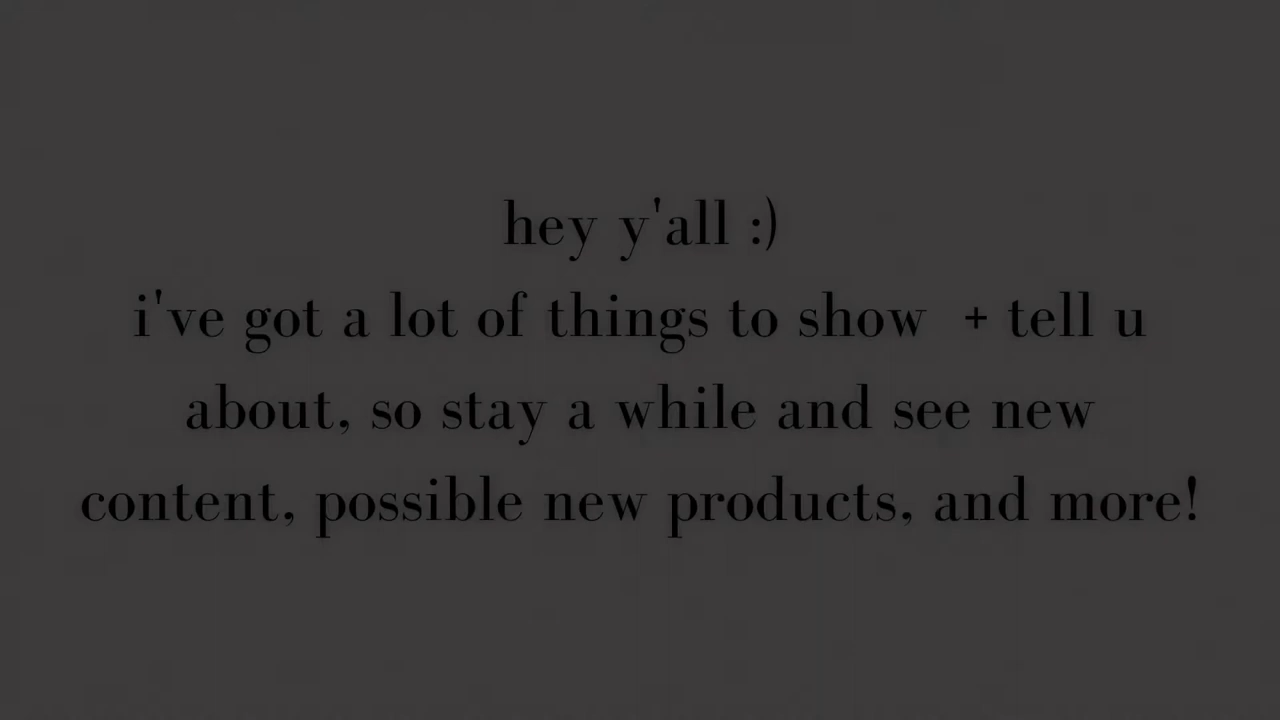 hey y'all :)
i've got a lot of things to show  + tell u
about, so stay a while and see new
content, possible new products, and more!